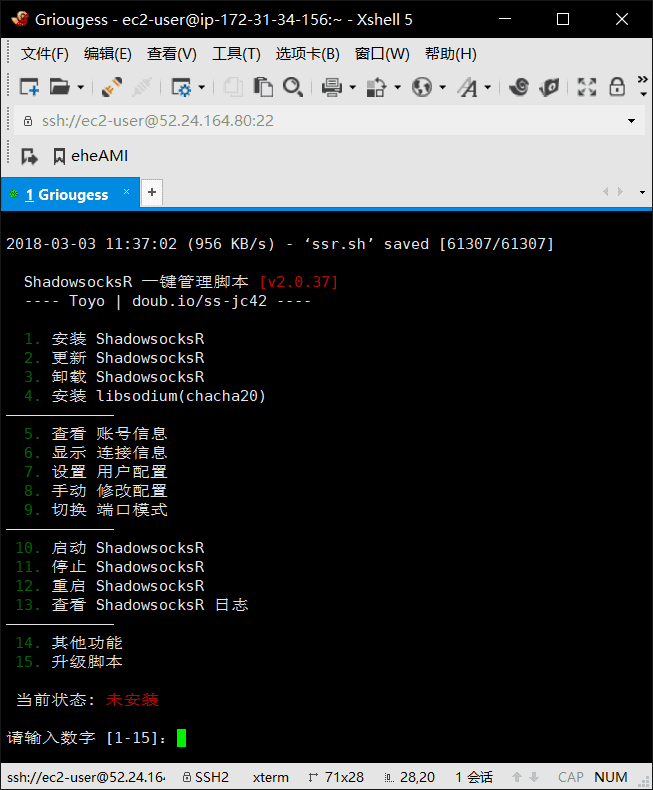 Griougess - ec2-user@ip-172-31-34-156:~ - Xshell 5
文件(F) 编辑(E) 查看(V) 工具(T) 选项卡(B) 窗口(W) 帮助(H)
ssh://ec2-user@52.24.164.80:22
eheAMI
1 Griougess × +
2018-03-03 11:37:02 (956 KB/s) - ‘ssr.sh’ saved [61307/61307]
ShadowsocksR 一键管理脚本 [v2.0.37]
---- Toyo | doub.io/ss-jc42 ----
1. 安装 ShadowsocksR
2. 更新 ShadowsocksR
3. 卸载 ShadowsocksR
4. 安装 libsodium(chacha20)
————————————
5. 查看 账号信息
6. 显示 连接信息
7. 设置 用户配置
8. 手动 修改配置
9. 切换 端口模式
————————————
10. 启动 ShadowsocksR
11. 停止 ShadowsocksR
12. 重启 ShadowsocksR
13. 查看 ShadowsocksR 日志
————————————
14. 其他功能
15. 升级脚本
当前状态: 未安装
请输入数字 [1-15]：
ssh://ec2-user@52.24.16 SSH2 xterm 71x28 28,20 1 会话 CAP NUM